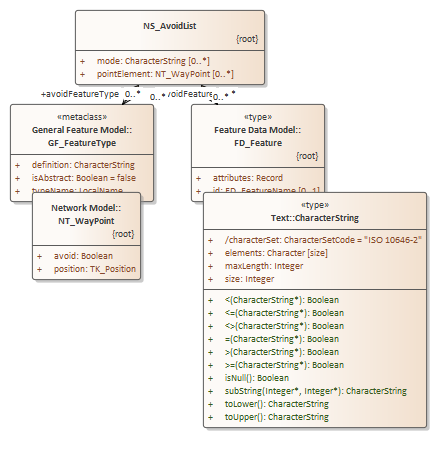 NS_AvoidList
{root}
+ mode: CharacterString [0..*]
+ pointElement: NT_WayPoint [0..*]
+avoidFeatureType 0..* 0..* 0..* *
«metaclass»
General Feature Model::
GF_FeatureType
+ definition: CharacterString
+ isAbstract: Boolean = false
+ typeName: LocalName
«type»
Feature Data Model::
FD_Feature
{root}
+ attributes: Record
+ id: FD_FeatureName [0..1]
Network Model::
NT_WayPoint
{root}
+ avoid: Boolean
+ position: TK_Position
«type»
Text::CharacterString
+ /characterSet: CharacterSetCode = "ISO 10646-2"
+ elements: Character [size]
+ maxLength: Integer
+ size: Integer
+ <(CharacterString*): Boolean
+ <=(CharacterString*): Boolean
+ <>(CharacterString*): Boolean
+ =(CharacterString*): Boolean
+ >(CharacterString*): Boolean
+ >=(CharacterString*): Boolean
+ isNull(): Boolean
+ subString(Integer*, Integer*): CharacterString
+ toLower(): CharacterString
+ toUpper(): CharacterString